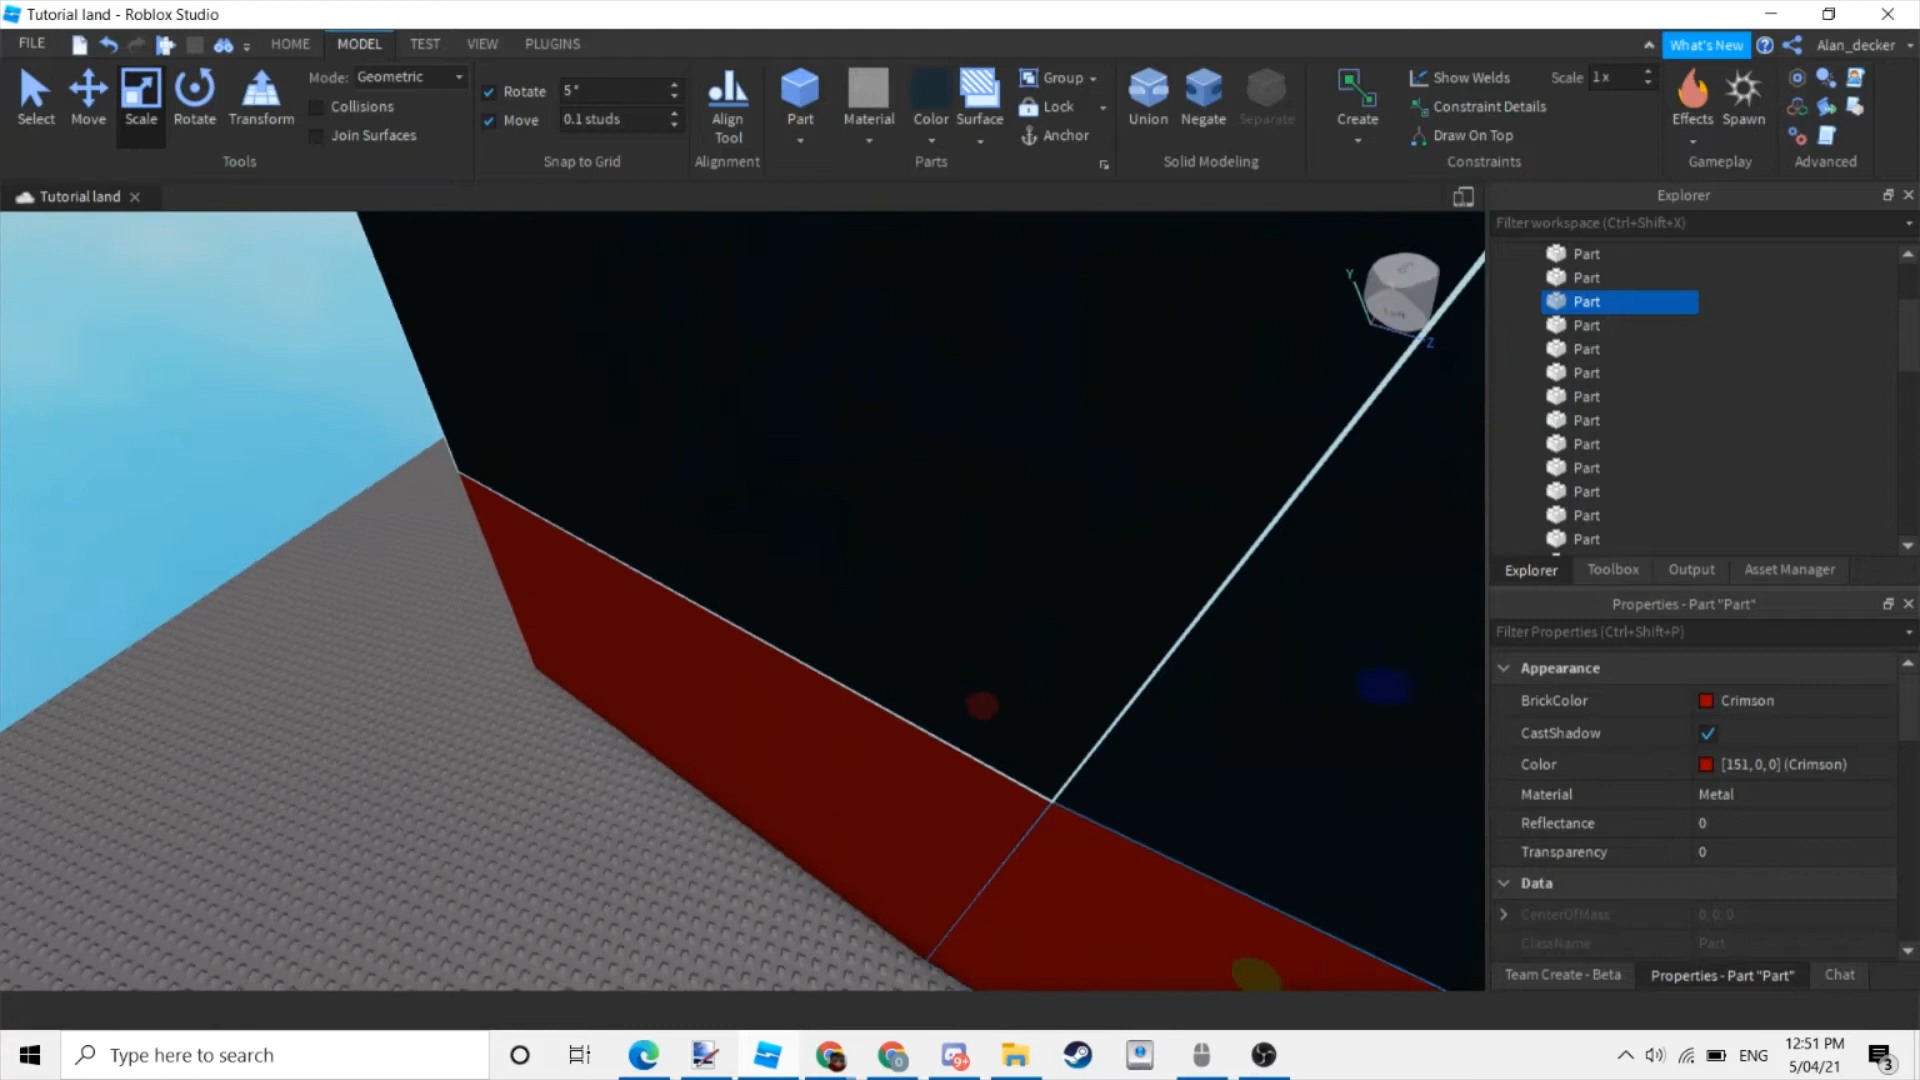 Tutorial land - Roblox Studio
FILE HOME MODEL TEST VIEW PLUGINS What's New Alan_decker
Select Move Scale Rotate Transform
Mode: Geometric
Collisions
Join Surfaces
Tools
Rotate 5°
Move 0.1 studs
Snap to Grid
Align Tool
Alignment
Part Material Color Surface
Group
Lock
Anchor
Parts
Union Negate Separate
Solid Modeling
Create
Show Welds Scale 1x
Constraint Details
Draw On Top
Constraints
Effects Spawn
Gameplay
Advanced
Tutorial land
Y
Z
Explorer
Filter workspace (Ctrl+Shift+X)
Part
Part
Part
Part
Part
Part
Part
Part
Part
Part
Part
Part
Part
Explorer Toolbox Output Asset Manager
Properties - Part "Part"
Filter Properties (Ctrl+Shift+P)
Appearance
BrickColor Crimson
CastShadow
Color [151, 0, 0] (Crimson)
Material Metal
Reflectance 0
Transparency 0
Data
CenterOfMass 0, 0, 0
ClassName Part
Team Create - Beta Properties - Part "Part" Chat
Type here to search
9+
ENG
12:51 PM
5/04/21
3